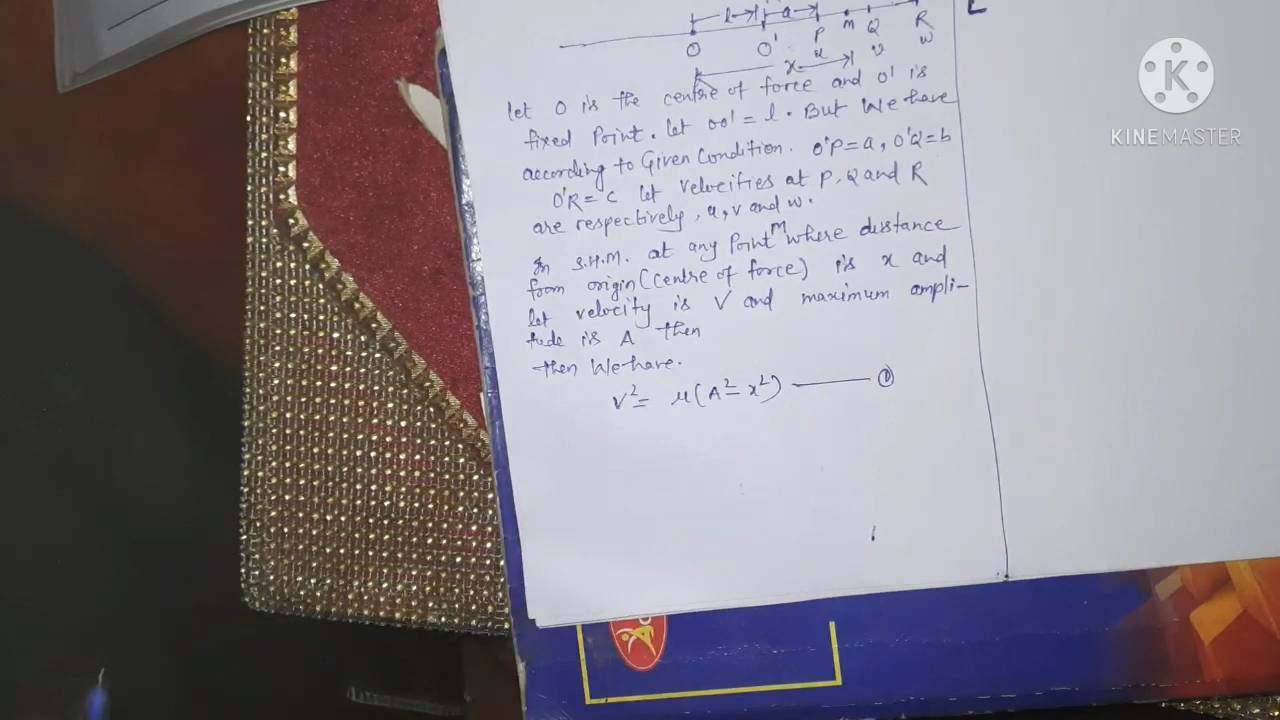 l a P M Q R
O O' u v w
x
K
KINEMASTER
let O is the centre of force and O' is
fixed Point. let OO' = l. But We have
according to Given Condition. O'P=a, O'Q=b
O'R=c let velocities at P, Q and R
are respectively, u, v and w.
In S.H.M. at any Point M where distance
from origin (Centre of force) is x and
let velocity is V and maximum ampli-
tude is A then
then We have.
V² = μ(A² - x²) ——— ①